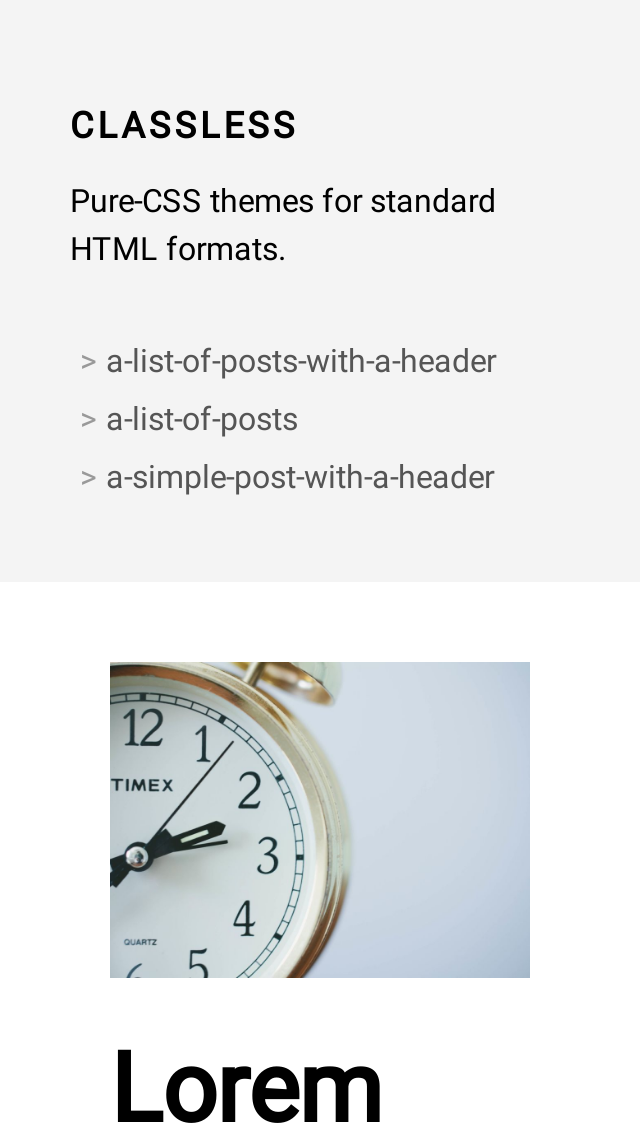 CLASSLESS
Pure-CSS themes for standard
HTML formats.
> a-list-of-posts-with-a-header
> a-list-of-posts
> a-simple-post-with-a-header
12
1
TIMEX
2
3
4
QUARTZ
5
6
Lorem